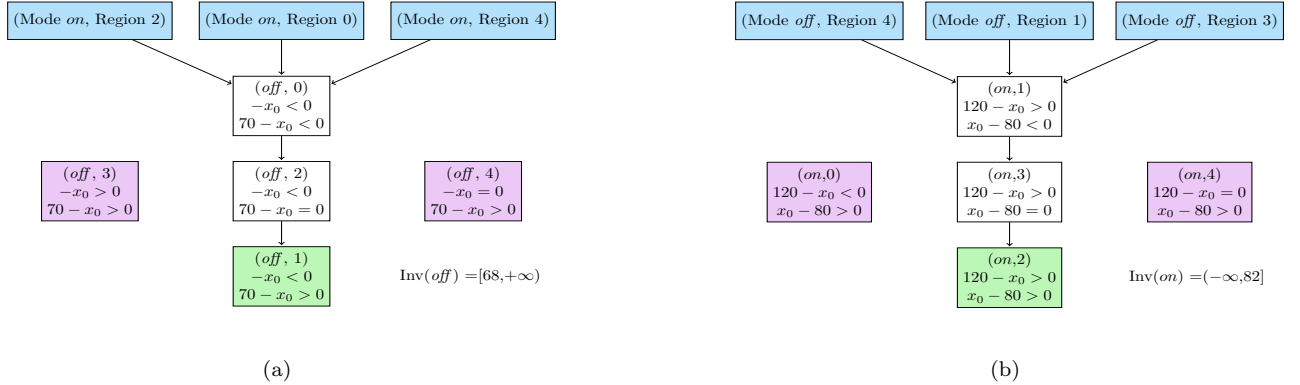 (Mode on, Region 2)
(Mode on, Region 0)
(Mode on, Region 4)
(off, 0)
−x₀ < 0
70 − x₀ < 0
(off, 3)
−x₀ > 0
70 − x₀ > 0
(off, 2)
−x₀ < 0
70 − x₀ = 0
(off, 4)
−x₀ = 0
70 − x₀ > 0
(off, 1)
−x₀ < 0
70 − x₀ > 0
Inv(off) =[68,+∞)
(a)
(Mode off, Region 4)
(Mode off, Region 1)
(Mode off, Region 3)
(on,1)
120 − x₀ > 0
x₀ − 80 < 0
(on,0)
120 − x₀ < 0
x₀ − 80 > 0
(on,3)
120 − x₀ > 0
x₀ − 80 = 0
(on,4)
120 − x₀ = 0
x₀ − 80 > 0
(on,2)
120 − x₀ > 0
x₀ − 80 > 0
Inv(on) =(−∞,82]
(b)